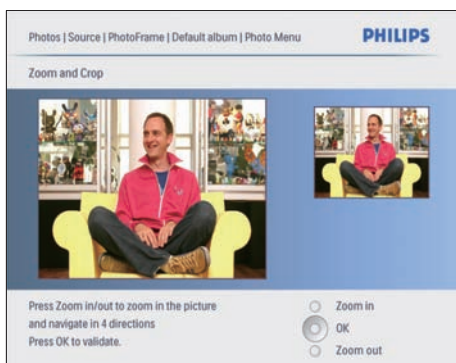 Photos | Source | PhotoFrame | Default album | Photo Menu
PHILIPS
Zoom and Crop
Press Zoom in/out to zoom in the picture
and navigate in 4 directions
Press OK to validate.
Zoom in
OK
Zoom out